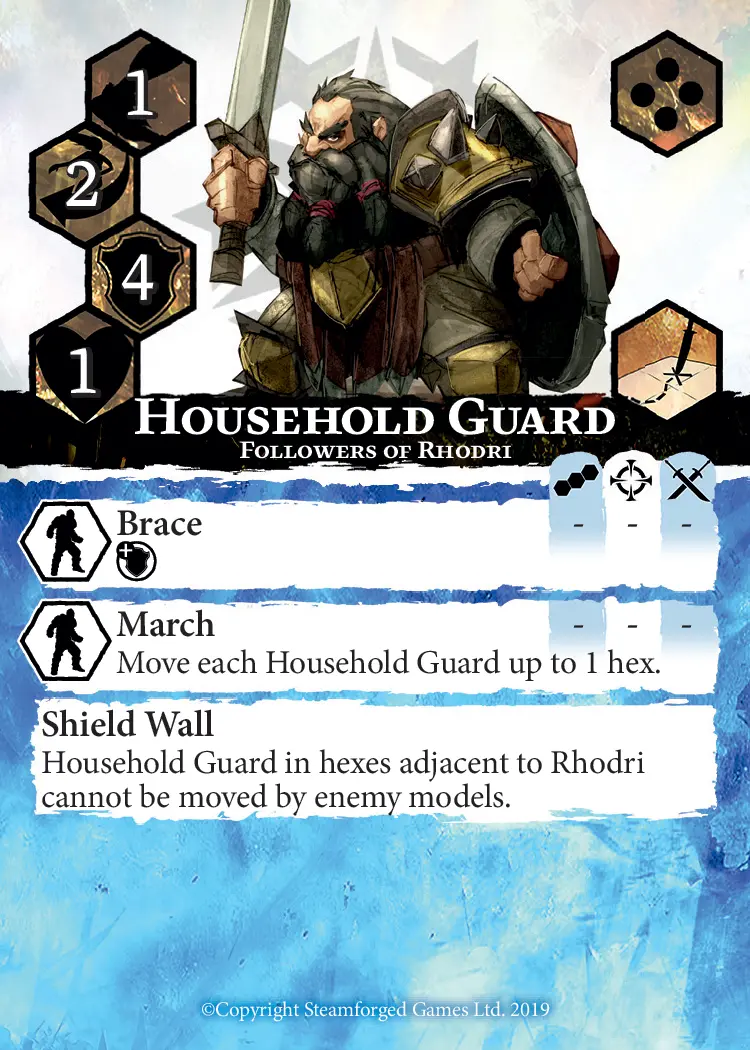 1
2
4
1
Household Guard
Followers of Rhodri
Brace
- - -
+
March
- - -
Move each Household Guard up to 1 hex.
Shield Wall
Household Guard in hexes adjacent to Rhodri
cannot be moved by enemy models.
©Copyright Steamforged Games Ltd. 2019